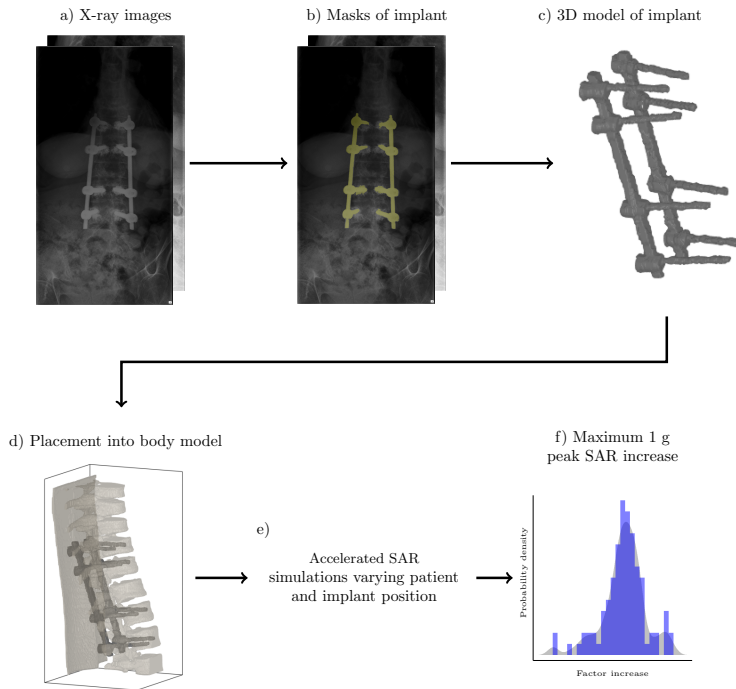 a) X-ray images
b) Masks of implant
c) 3D model of implant
d) Placement into body model
e)
Accelerated SAR
simulations varying patient
and implant position
f) Maximum 1 g
peak SAR increase
Probability density
Factor increase